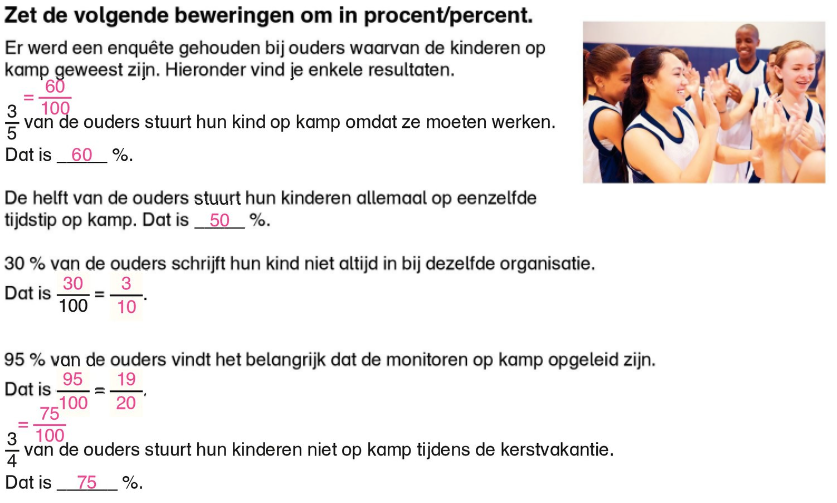 Zet de volgende beweringen om in procent/percent.
Er werd een enquête gehouden bij ouders waarvan de kinderen op
kamp geweest zijn. Hieronder vind je enkele resultaten.
3/5 = 60/100 van de ouders stuurt hun kind op kamp omdat ze moeten werken.
Dat is 60 %.
De helft van de ouders stuurt hun kinderen allemaal op eenzelfde
tijdstip op kamp. Dat is 50 %.
30 % van de ouders schrijft hun kind niet altijd in bij dezelfde organisatie.
Dat is 30/100 = 3/10.
95 % van de ouders vindt het belangrijk dat de monitoren op kamp opgeleid zijn.
Dat is 95/100 = 19/20.
3/4 = 75/100 van de ouders stuurt hun kinderen niet op kamp tijdens de kerstvakantie.
Dat is 75 %.